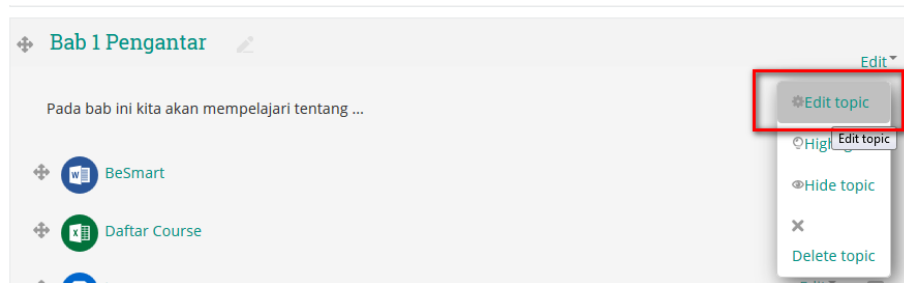 Bab 1 Pengantar
Edit
Pada bab ini kita akan mempelajari tentang ...
Edit topic
Edit topic
BeSmart
Hide topic
Daftar Course
Delete topic